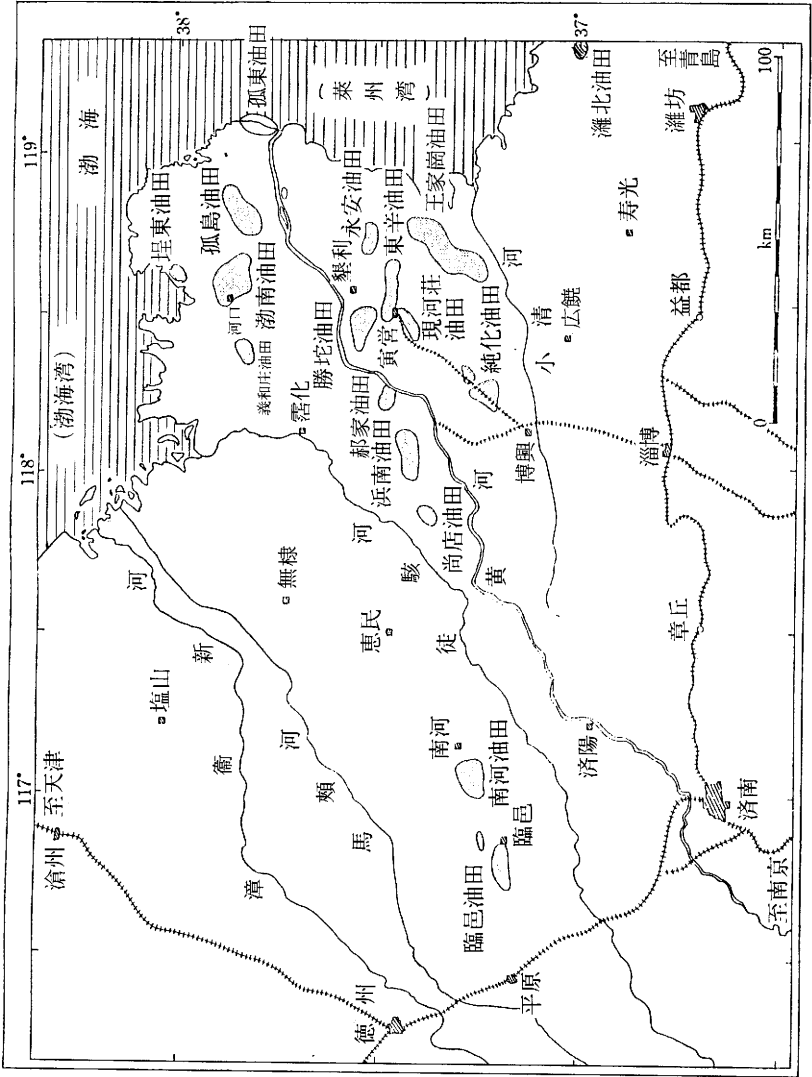 38°
37°
119°
118°
117°
渤海
(渤海湾)
(萊州湾)
孤東油田
埕東油田
孤島油田
渤南油田
河口
義和庄油田
霑化
勝坨油田
墾利
永安油田
東辛油田
王家崗油田
現河荘油田
寅営
純化油田
郝家油田
浜南油田
尚店油田
濰北油田
至青島
濰坊
寿光
広饒
益都
小清河
博興
淄博
黄河
徒駭河
無棣
恵民
塩山
漳衛新河
馬頰河
南河
南河油田
臨邑
臨邑油田
済陽
章丘
済南
至南京
平原
徳州
滄州
至天津
0
km
100